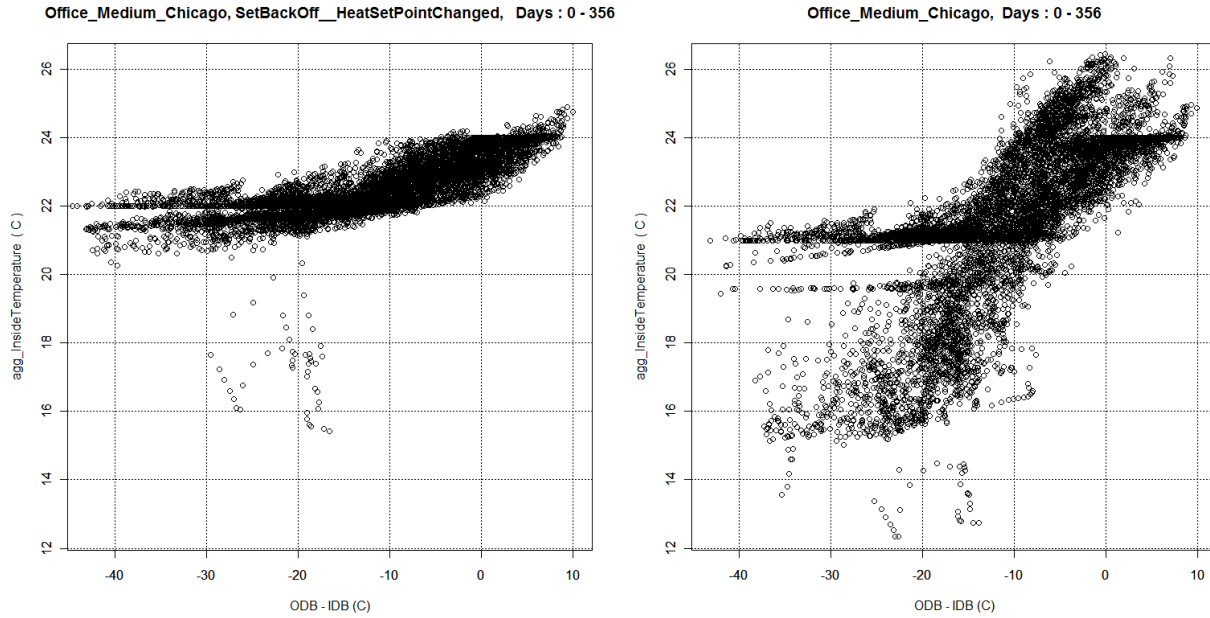 Office_Medium_Chicago, SetBackOff__HeatSetPointChanged, Days : 0 - 356
agg_InsideTemperature ( C )
26
24
22
20
18
16
14
12
-40 -30 -20 -10 0 10
ODB - IDB (C)
Office_Medium_Chicago, Days : 0 - 356
agg_InsideTemperature ( C )
26
24
22
20
18
16
14
12
-40 -30 -20 -10 0 10
ODB - IDB (C)